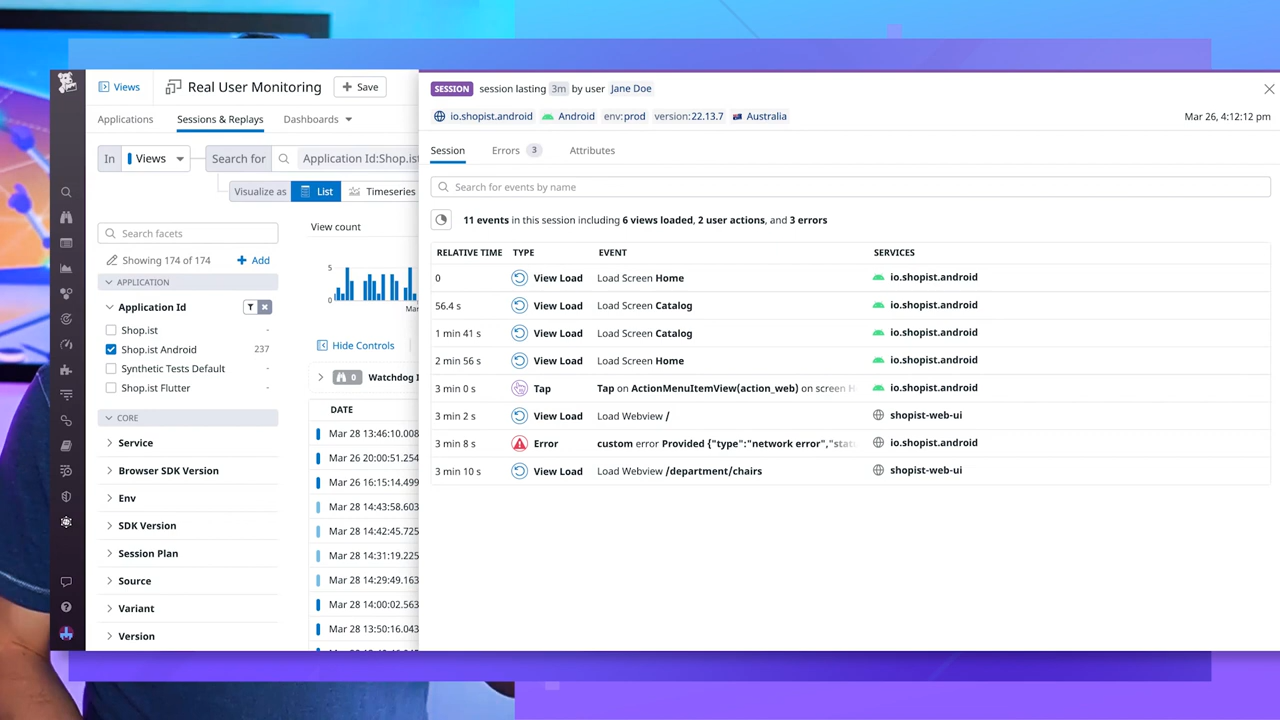 Views
Real User Monitoring
+ Save
Applications
Sessions & Replays
Dashboards
In
Views
Search for
Application Id:Shop.ist
Visualize as
List
Timeseries
Search facets
Showing 174 of 174
+ Add
APPLICATION
Application Id
Shop.ist
-
Shop.ist Android
237
Synthetic Tests Default
-
Shop.ist Flutter
-
CORE
Service
Browser SDK Version
Env
SDK Version
Session Plan
Source
Variant
Version
View count
5
0
Hide Controls
0
Watchdog
DATE
Mar 28 13:46:10.008
Mar 26 20:00:51.254
Mar 26 16:15:14.499
Mar 28 14:43:58.603
Mar 28 14:42:45.725
Mar 28 14:31:19.225
Mar 28 14:29:49.163
Mar 28 14:00:02.563
Mar 28 13:50:16.043
SESSION session lasting 3m by user Jane Doe
io.shopist.android Android env:prod version:22.13.7 Australia
Mar 26, 4:12:12 pm
Session
Errors 3
Attributes
Search for events by name
11 events in this session including 6 views loaded, 2 user actions, and 3 errors
RELATIVE TIME TYPE EVENT SERVICES
0 View Load Load Screen Home io.shopist.android
56.4 s View Load Load Screen Catalog io.shopist.android
1 min 41 s View Load Load Screen Catalog io.shopist.android
2 min 56 s View Load Load Screen Home io.shopist.android
3 min 0 s Tap Tap on ActionMenuItemView(action_web) on screen H io.shopist.android
3 min 2 s View Load Load Webview / shopist-web-ui
3 min 8 s Error custom error Provided {"type":"network error","stat io.shopist.android
3 min 10 s View Load Load Webview /department/chairs shopist-web-ui